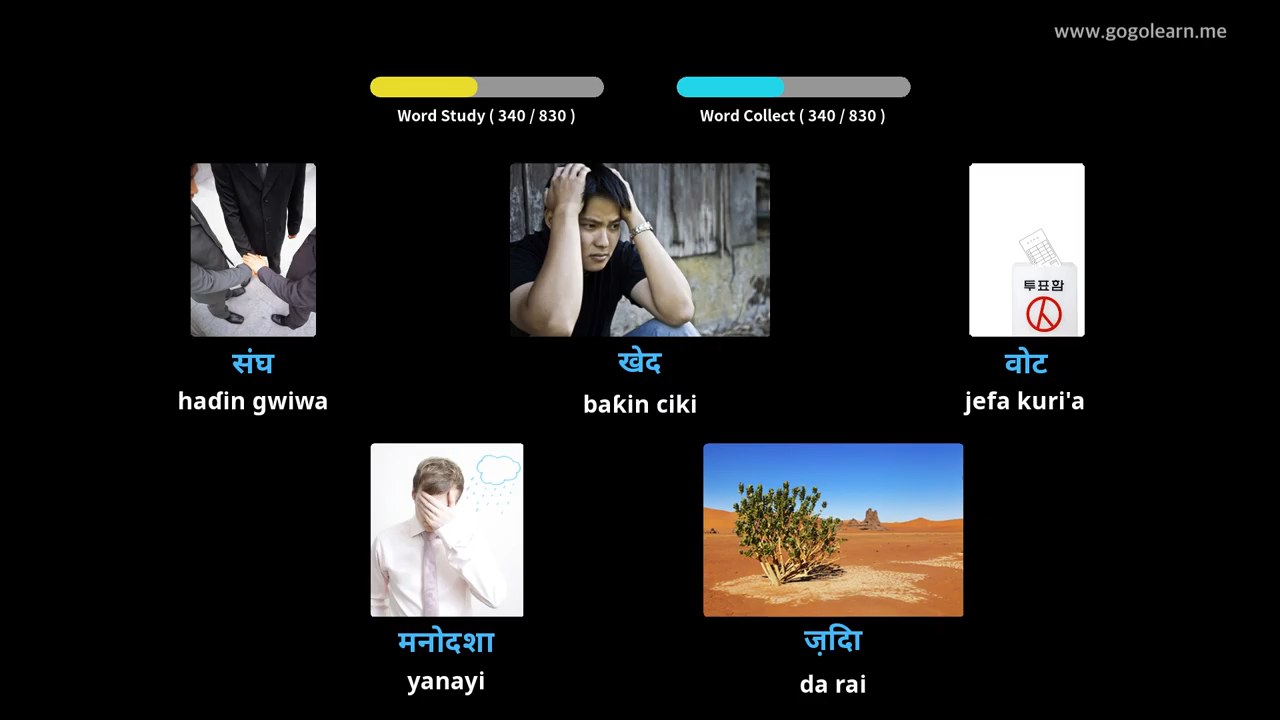 www.gogolearn.me
Word Study ( 340 / 830 )
Word Collect ( 340 / 830 )
투표함
संघ
haɗin gwiwa
खेद
baƙin ciki
वोट
jefa kuri'a
मनोदशा
yanayi
ज़िदा
da rai